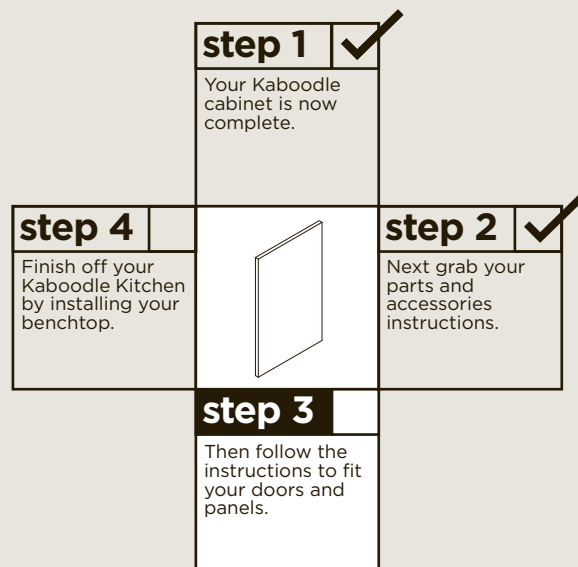 step 1
Your Kaboodle
cabinet is now
complete.
step 2
Next grab your
parts and
accessories
instructions.
step 3
Then follow the
instructions to fit
your doors and
panels.
step 4
Finish off your
Kaboodle Kitchen
by installing your
benchtop.